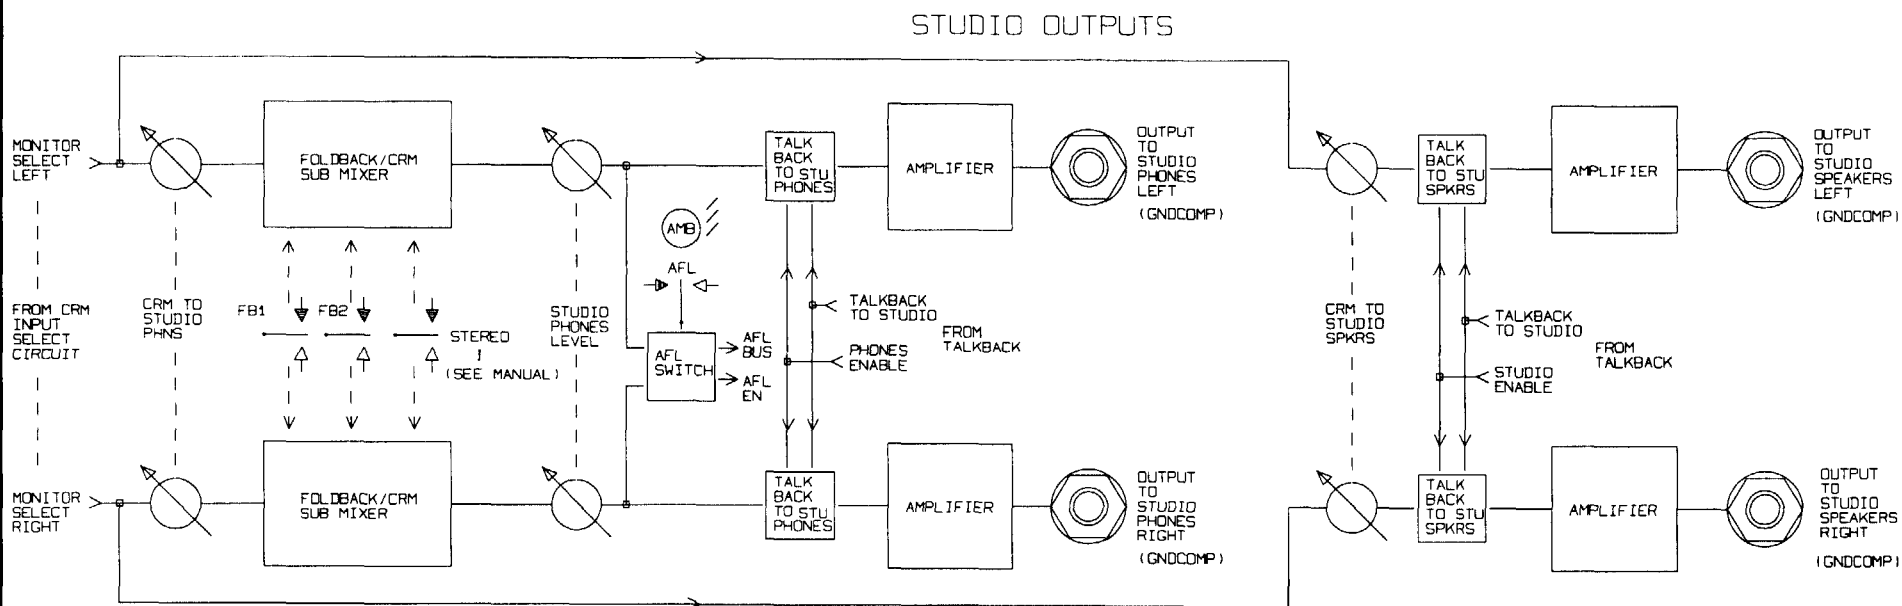 STUDIO OUTPUTS
MONITOR
SELECT
LEFT
FOLDBACK/CRM
SUB MIXER
TALK
BACK
TO STU
PHONES
AMPLIFIER
OUTPUT
TO
STUDIO
PHONES
LEFT
(GNDCOMP)
TALK
BACK
TO STU
SPKRS
AMPLIFIER
OUTPUT
TO
STUDIO
SPEAKERS
LEFT
(GNDCOMP)
FROM CRM
INPUT
SELECT
CIRCUIT
CRM TO
STUDIO
PHNS
FB1
FB2
STEREO
(SEE MANUAL)
STUDIO
PHONES
LEVEL
AMB
AFL
AFL
SWITCH
AFL
BUS
AFL
EN
TALKBACK
TO STUDIO
PHONES
ENABLE
FROM
TALKBACK
CRM TO
STUDIO
SPKRS
TALKBACK
TO STUDIO
STUDIO
ENABLE
FROM
TALKBACK
MONITOR
SELECT
RIGHT
FOLDBACK/CRM
SUB MIXER
TALK
BACK
TO STU
PHONES
AMPLIFIER
OUTPUT
TO
STUDIO
PHONES
RIGHT
(GNDCOMP)
TALK
BACK
TO STU
SPKRS
AMPLIFIER
OUTPUT
TO
STUDIO
SPEAKERS
RIGHT
(GNDCOMP)